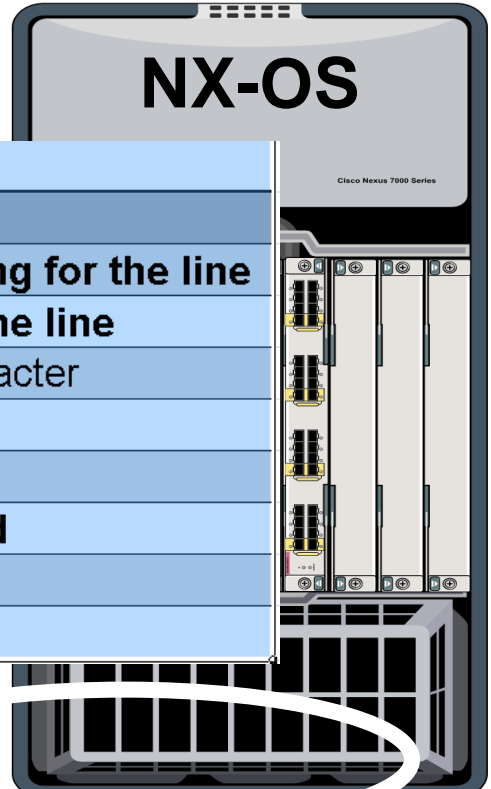 NX-OS
Cisco Nexus 7000 Series
ng for the line
ne line
acter
d